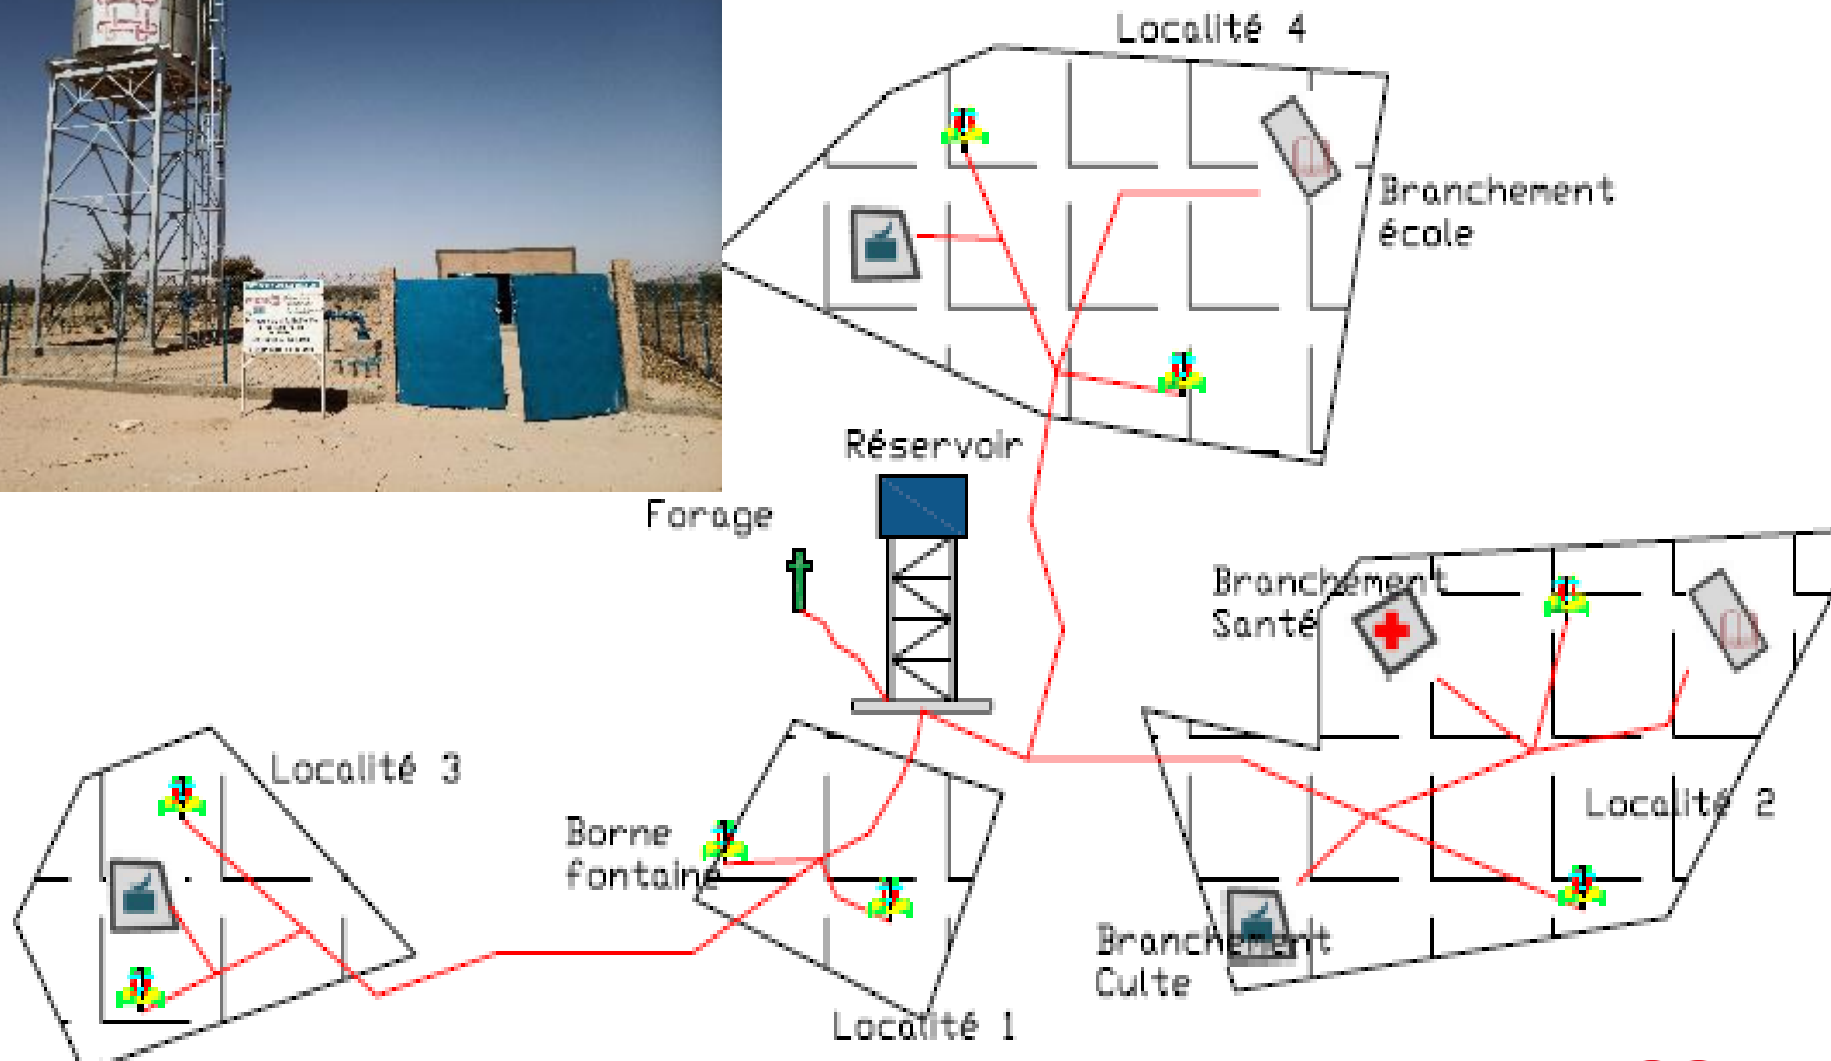 Localité 4
Branchement
école
Réservoir
Forage
Branchement
Santé
Localité 3
Localité 2
Borne
fontaine
Branchement
Culte
Localité 1